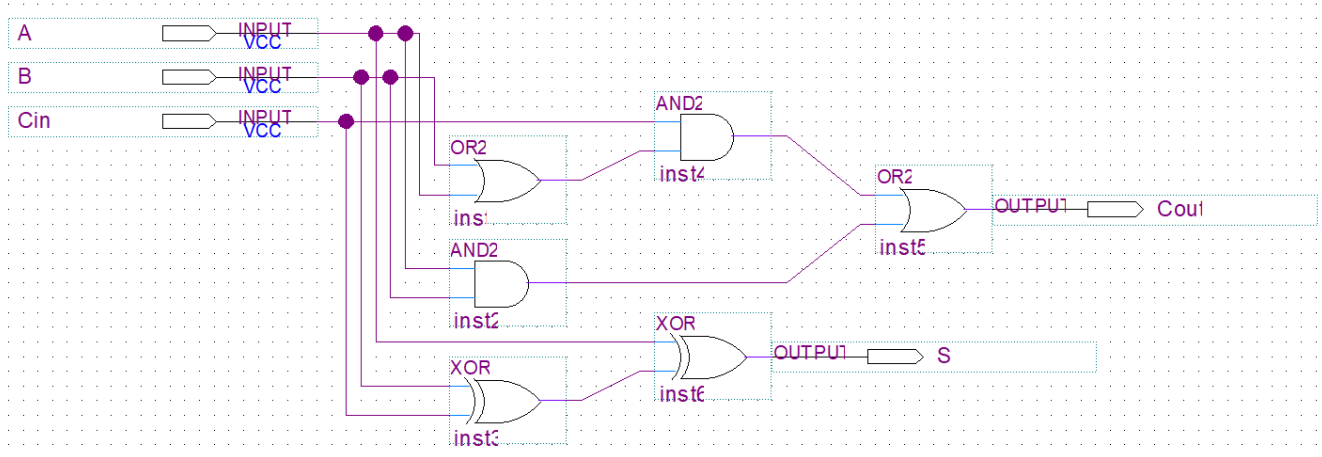 A INPUT
VCC
B INPUT
VCC
Cin INPUT
VCC
AND2
inst4
OR2
inst
OR2
inst5
OUTPUT Cout
AND2
inst2
XOR
inst6
OUTPUT S
XOR
inst3